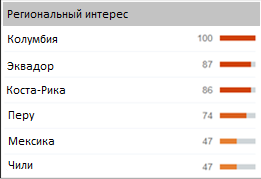 Региональный интерес
Колумбия 100
Эквадор 87
Коста-Рика 86
Перу 74
Мексика 47
Чили 47